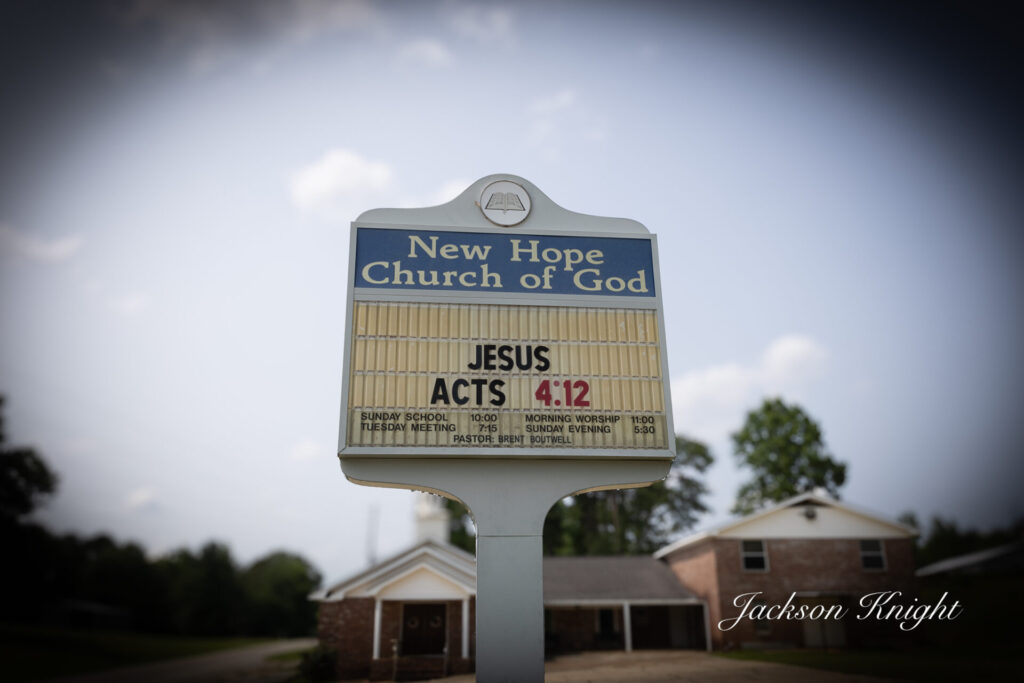 New Hope
Church of God
JESUS
ACTS 4:12
SUNDAY SCHOOL 10:00 MORNING WORSHIP 11:00
TUESDAY MEETING 7:15 SUNDAY EVENING 5:30
PASTOR: BRENT BOUTWELL
Jackson Knight